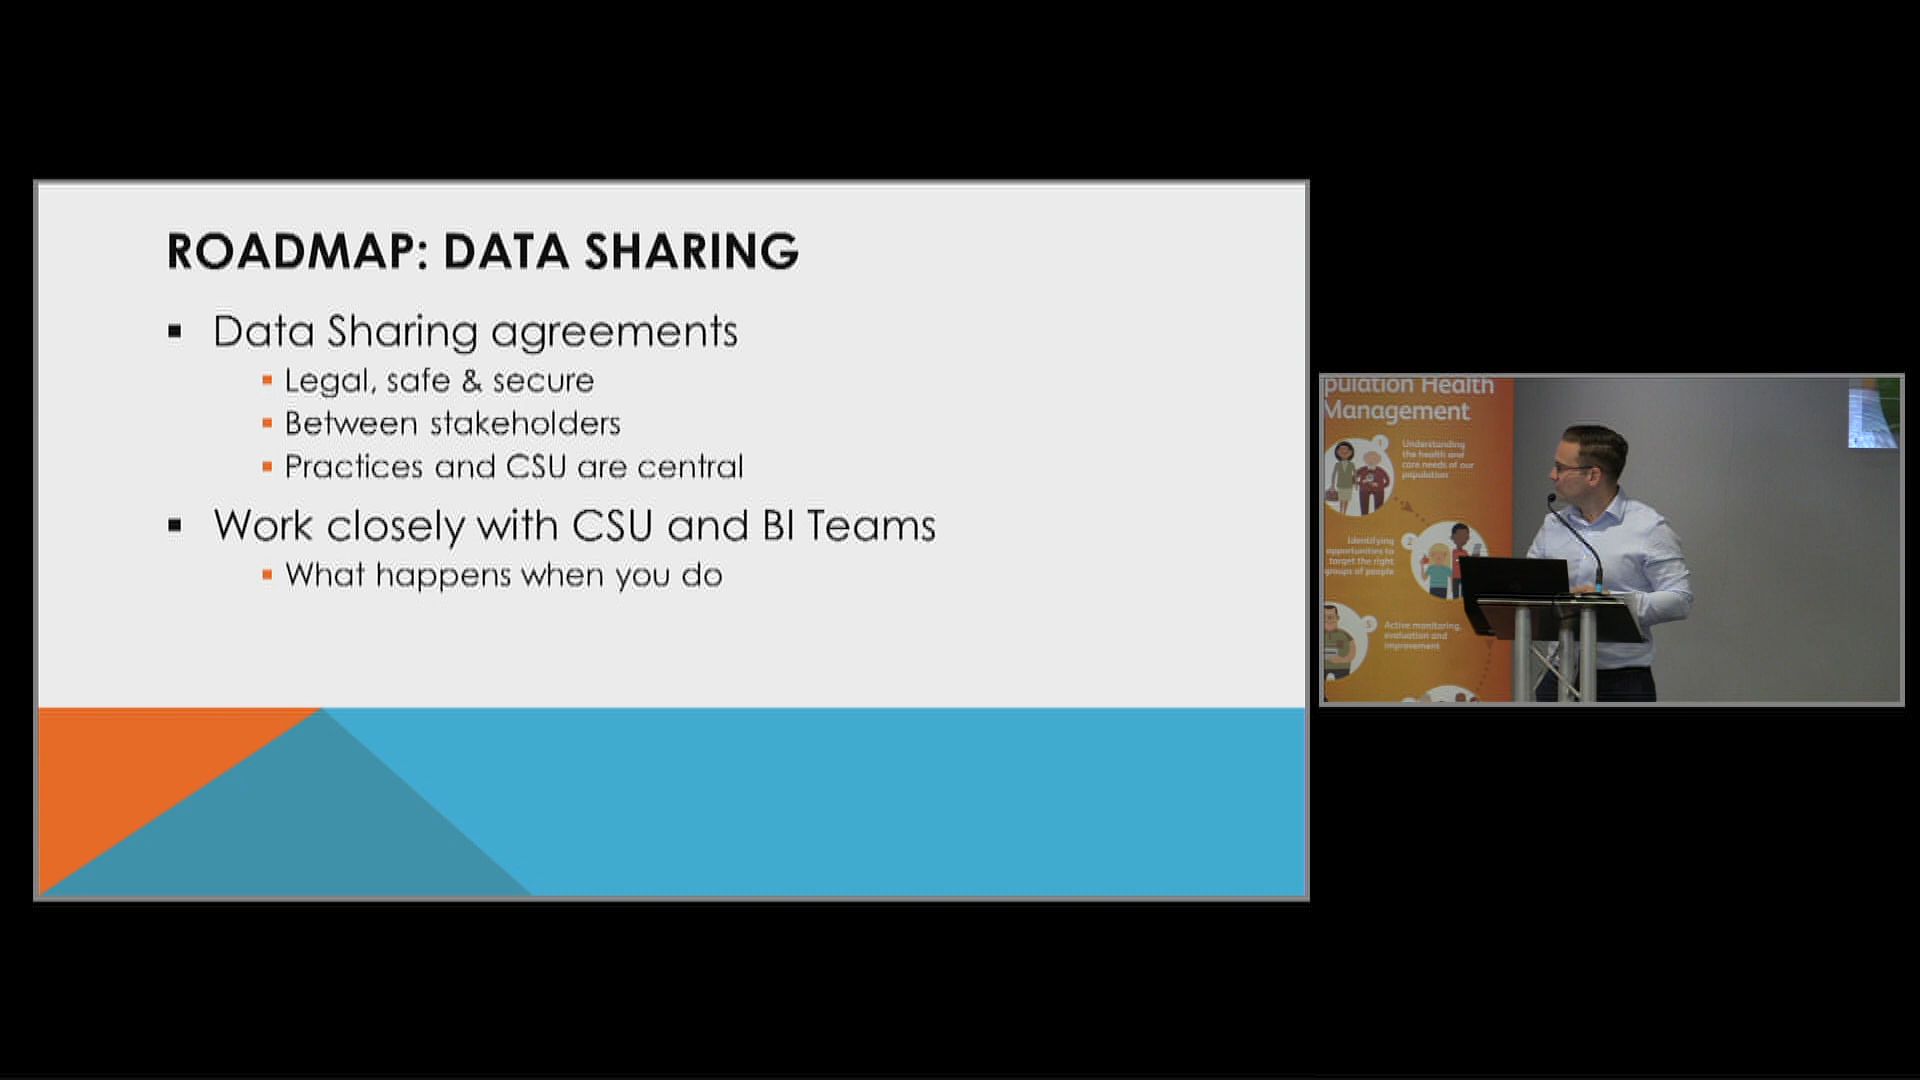 ROADMAP: DATA SHARING
Data Sharing agreements
Legal, safe & secure
Between stakeholders
Practices and CSU are central
Work closely with CSU and BI Teams
What happens when you do
pulation Health
Management
1
Understanding
the health and
care needs of our
population
2
Identifying
opportunities to
target the right
groups of people
Active monitoring,
evaluation and
improvement